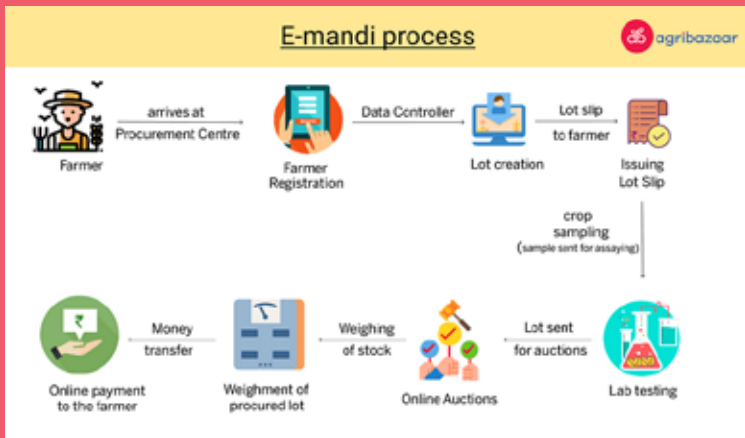 E-mandi process
agribazaar
arrives at
Procurement Centre
Data Controller
Lot slip
to farmer
Farmer
Farmer
Registration
Lot creation
Issuing
Lot Slip
crop
sampling
(sample sent for assaying)
Money
transfer
Weighing
of stock
Lot sent
for auctions
Online payment
to the farmer
Weighment of
procured lot
Online Auctions
Lab testing